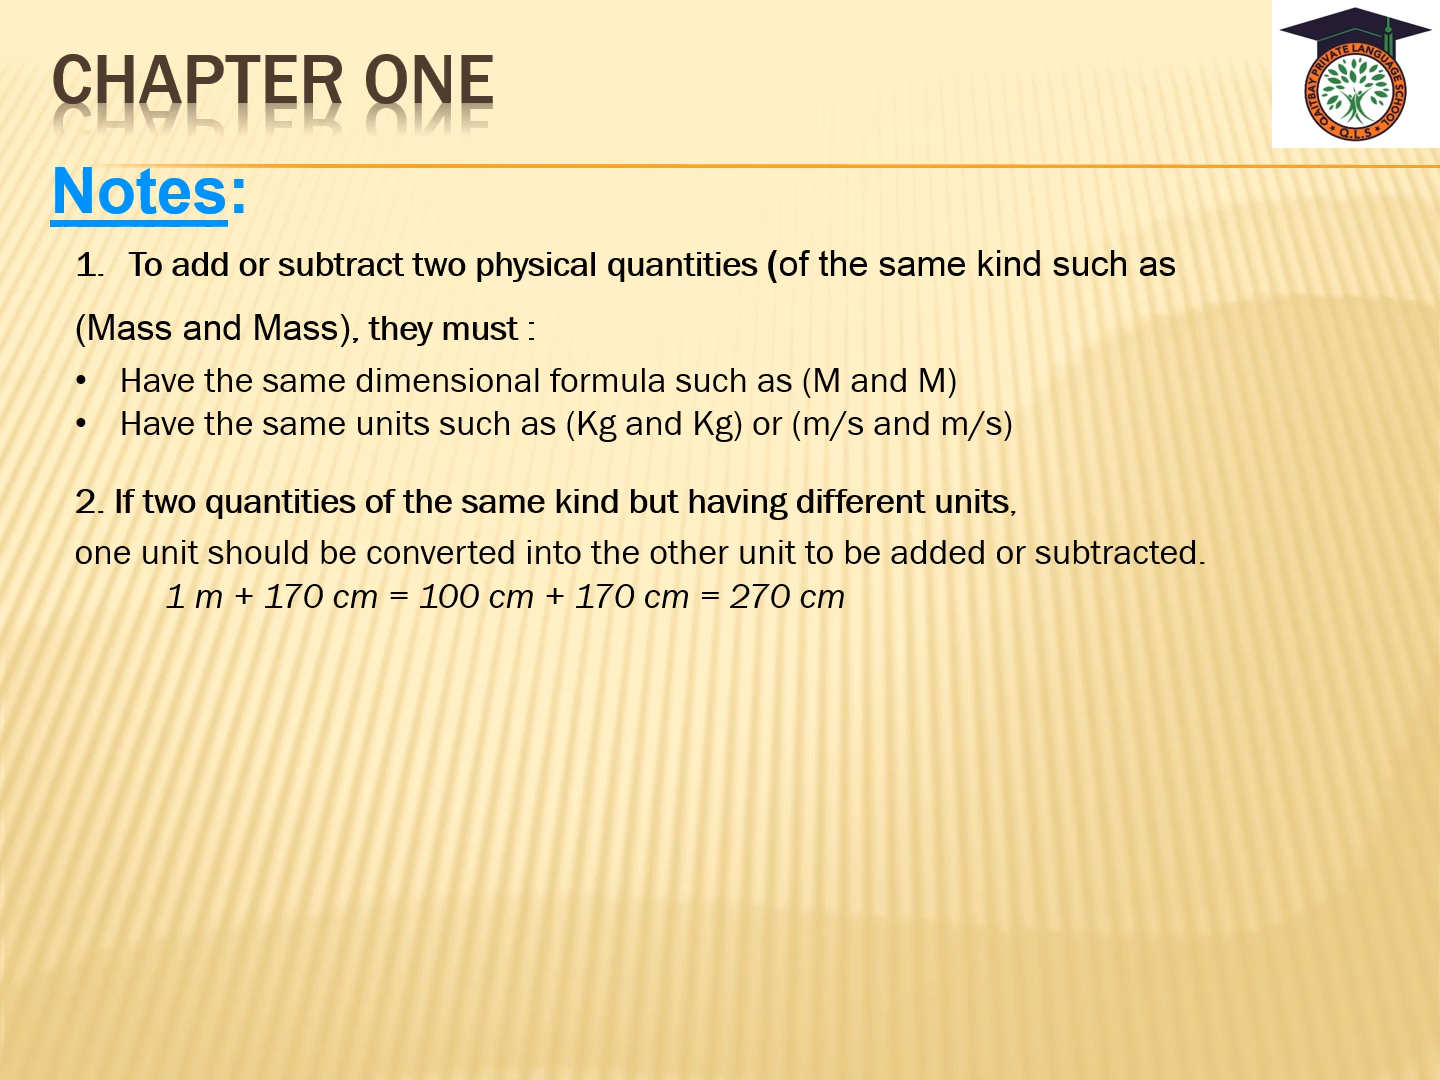 CHAPTER ONE
QAITBAY PRIVATE LANGUAGE SCHOOL
Q.L.S
Notes:
1. To add or subtract two physical quantities (of the same kind such as
(Mass and Mass), they must :
• Have the same dimensional formula such as (M and M)
• Have the same units such as (Kg and Kg) or (m/s and m/s)
2. If two quantities of the same kind but having different units,
one unit should be converted into the other unit to be added or subtracted.
1 m + 170 cm = 100 cm + 170 cm = 270 cm